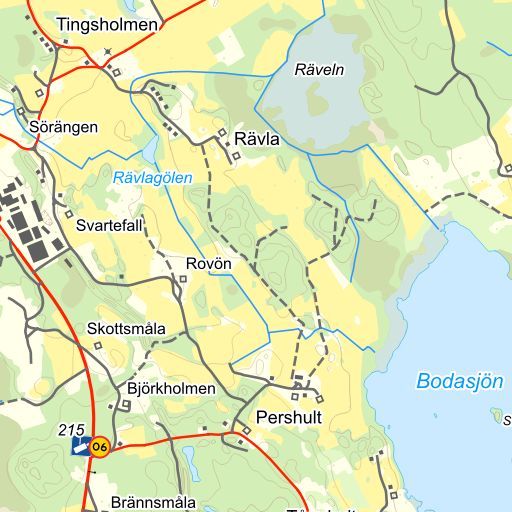 Tingsholmen
Räveln
Sörängen
Rävla
Rävlagölen
Svartefall
Rovön
Skottsmåla
Bodasjön
Björkholmen
Pershult
215
06
Brännsmåla